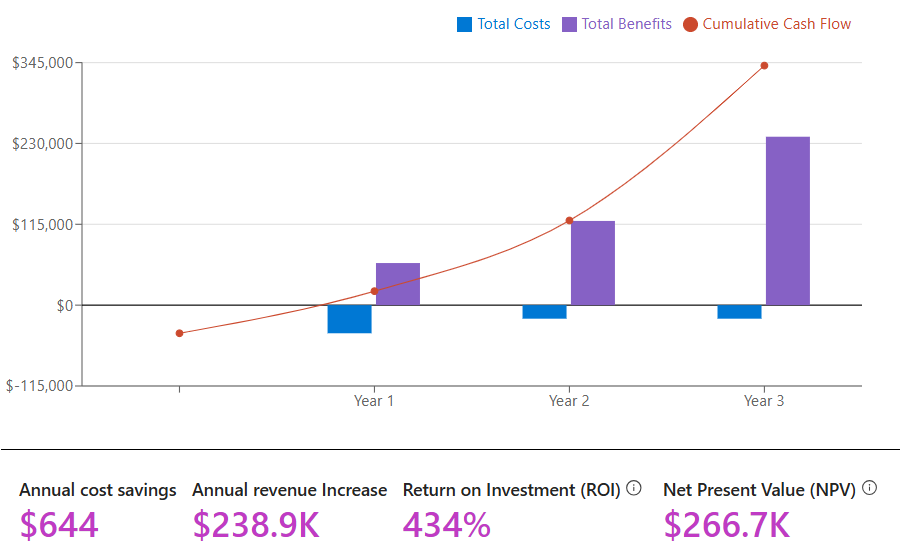 Total Costs Total Benefits Cumulative Cash Flow
$345,000
$230,000
$115,000
$0
$-115,000
Year 1 Year 2 Year 3
Annual cost savings Annual revenue Increase Return on Investment (ROI) Net Present Value (NPV)
$644 $238.9K 434% $266.7K